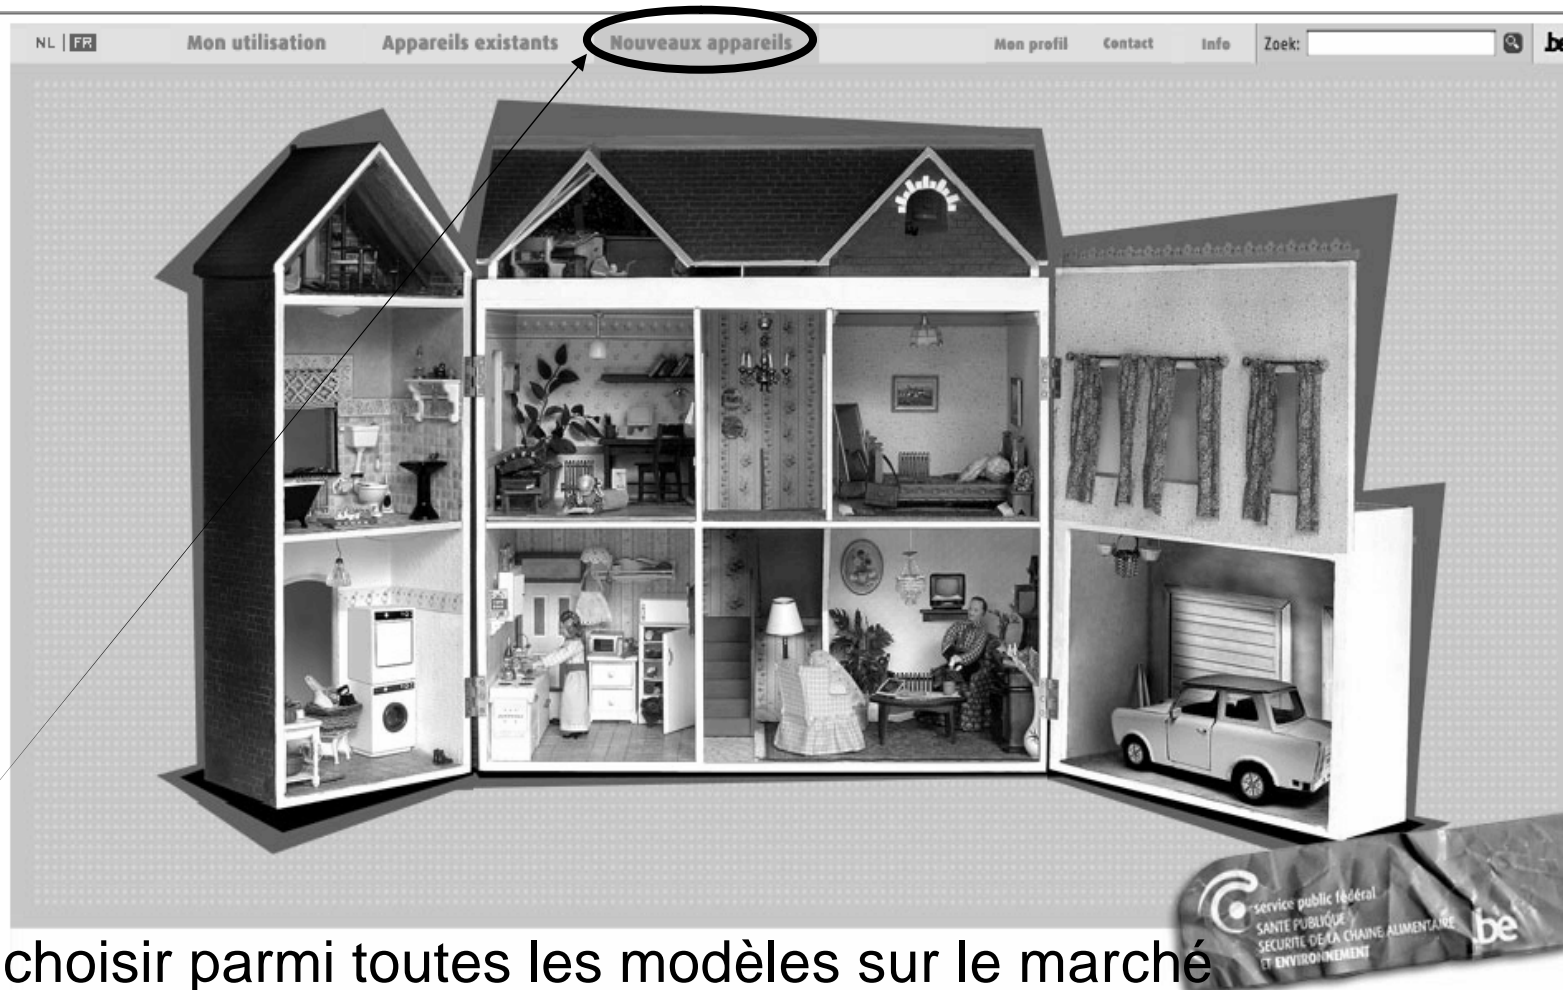 NL | FR Mon utilisation Appareils existants Nouveaux appareils Mon profil Contact Info Zoek: .be
service public fédéral
SANTE PUBLIQUE
SECURITE DE LA CHAINE ALIMENTAIRE
ET ENVIRONNEMENT
.be
choisir parmi toutes les modèles sur le marché